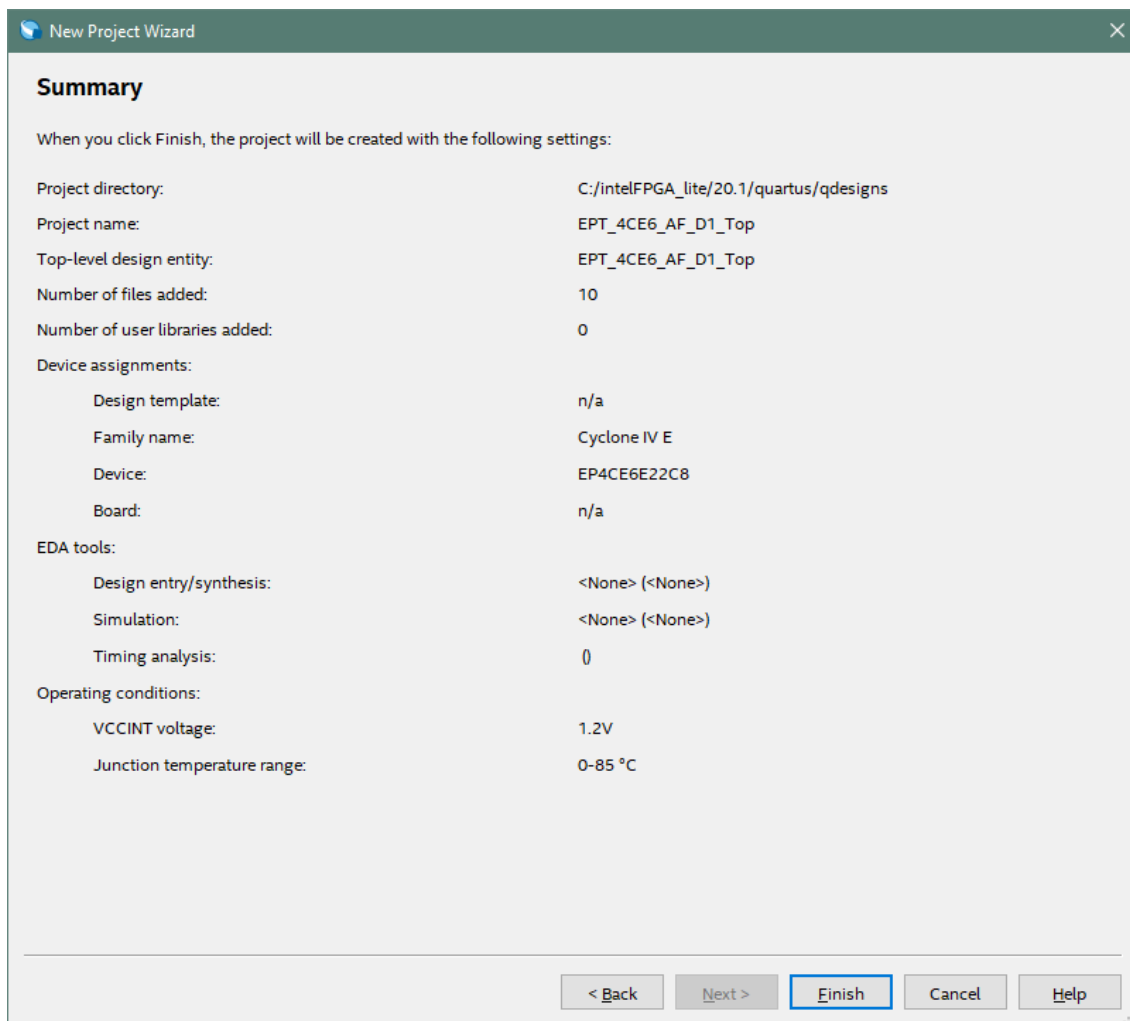 New Project Wizard
Summary
When you click Finish, the project will be created with the following settings:
Project directory: C:/intelFPGA_lite/20.1/quartus/qdesigns
Project name: EPT_4CE6_AF_D1_Top
Top-level design entity: EPT_4CE6_AF_D1_Top
Number of files added: 10
Number of user libraries added: 0
Device assignments:
Design template: n/a
Family name: Cyclone IV E
Device: EP4CE6E22C8
Board: n/a
EDA tools:
Design entry/synthesis: <None> (<None>)
Simulation: <None> (<None>)
Timing analysis: ()
Operating conditions:
VCCINT voltage: 1.2V
Junction temperature range: 0-85 °C
< Back Next > Finish Cancel Help